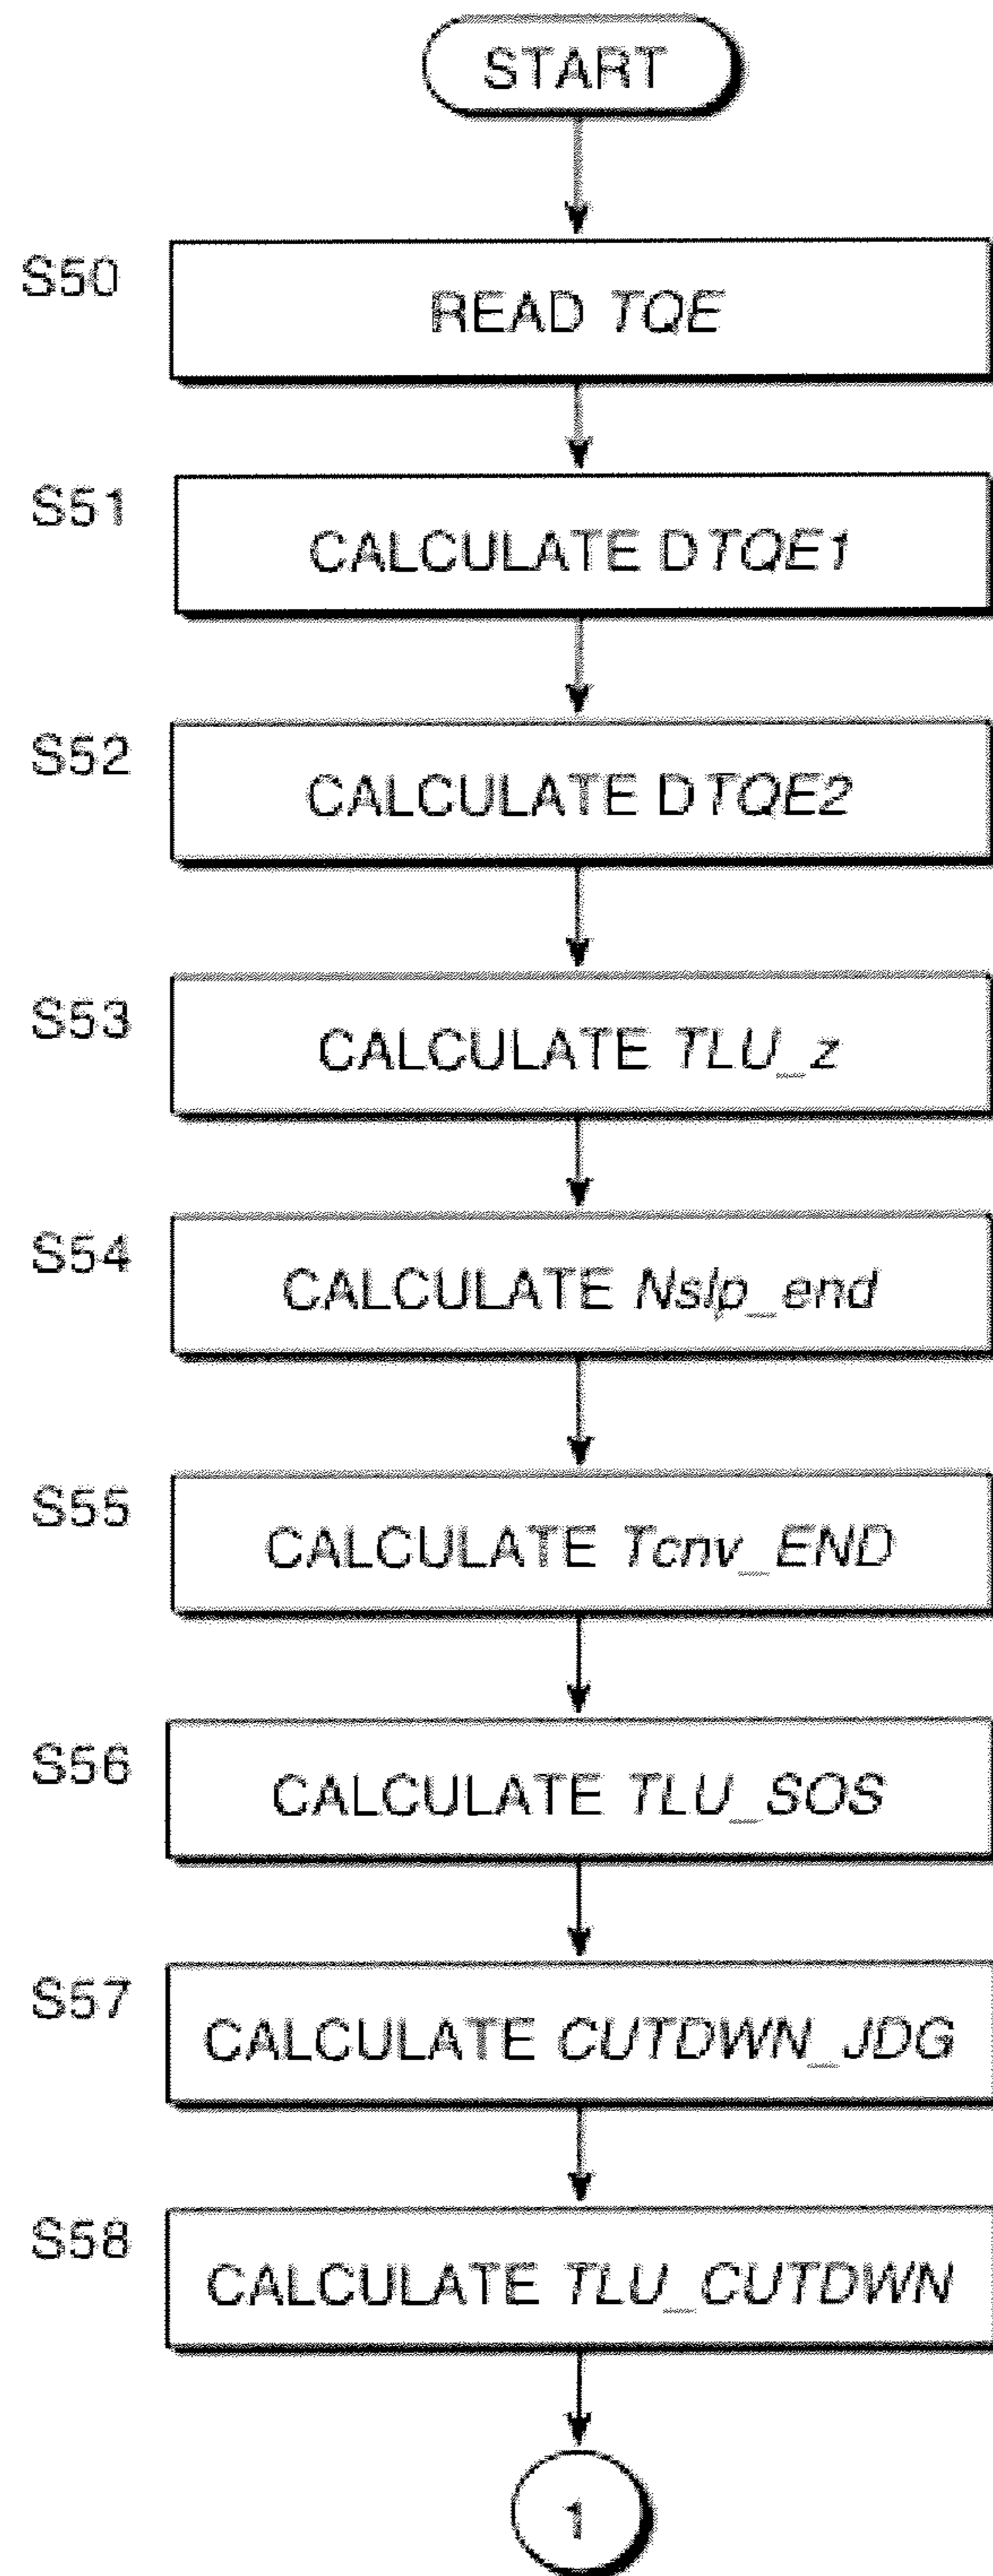 START
S50
READ TQE
S51
CALCULATE DTQE1
S52
CALCULATE DTQE2
S53
CALCULATE TLU_z
S54
CALCULATE Nslp_end
S55
CALCULATE Tcnv_END
S56
CALCULATE TLU_SOS
S57
CALCULATE CUTDWN_JDG
S58
CALCULATE TLU_CUTDWN
1